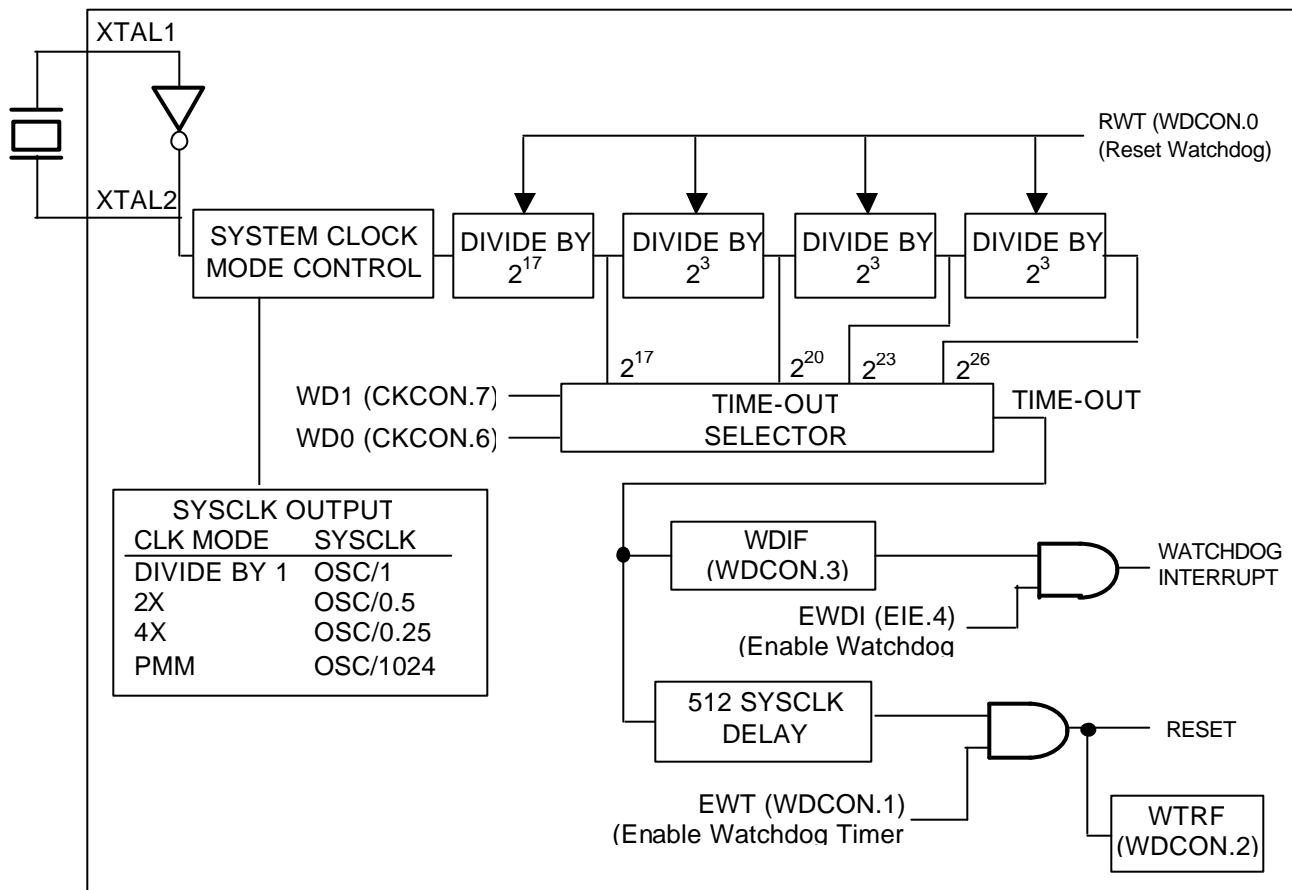 XTAL1
RWT (WDCON.0
(Reset Watchdog)
XTAL2
SYSTEM CLOCK
MODE CONTROL
DIVIDE BY
2^17
DIVIDE BY
2^3
DIVIDE BY
2^3
DIVIDE BY
2^3
2^17
2^20
2^23
2^26
WD1 (CKCON.7)
WD0 (CKCON.6)
TIME-OUT
SELECTOR
TIME-OUT
SYSCLK OUTPUT
CLK MODE SYSCLK
DIVIDE BY 1 OSC/1
2X OSC/0.5
4X OSC/0.25
PMM OSC/1024
WDIF
(WDCON.3)
WATCHDOG
INTERRUPT
EWDI (EIE.4)
(Enable Watchdog
512 SYSCLK
DELAY
RESET
EWT (WDCON.1)
(Enable Watchdog Timer
WTRF
(WDCON.2)